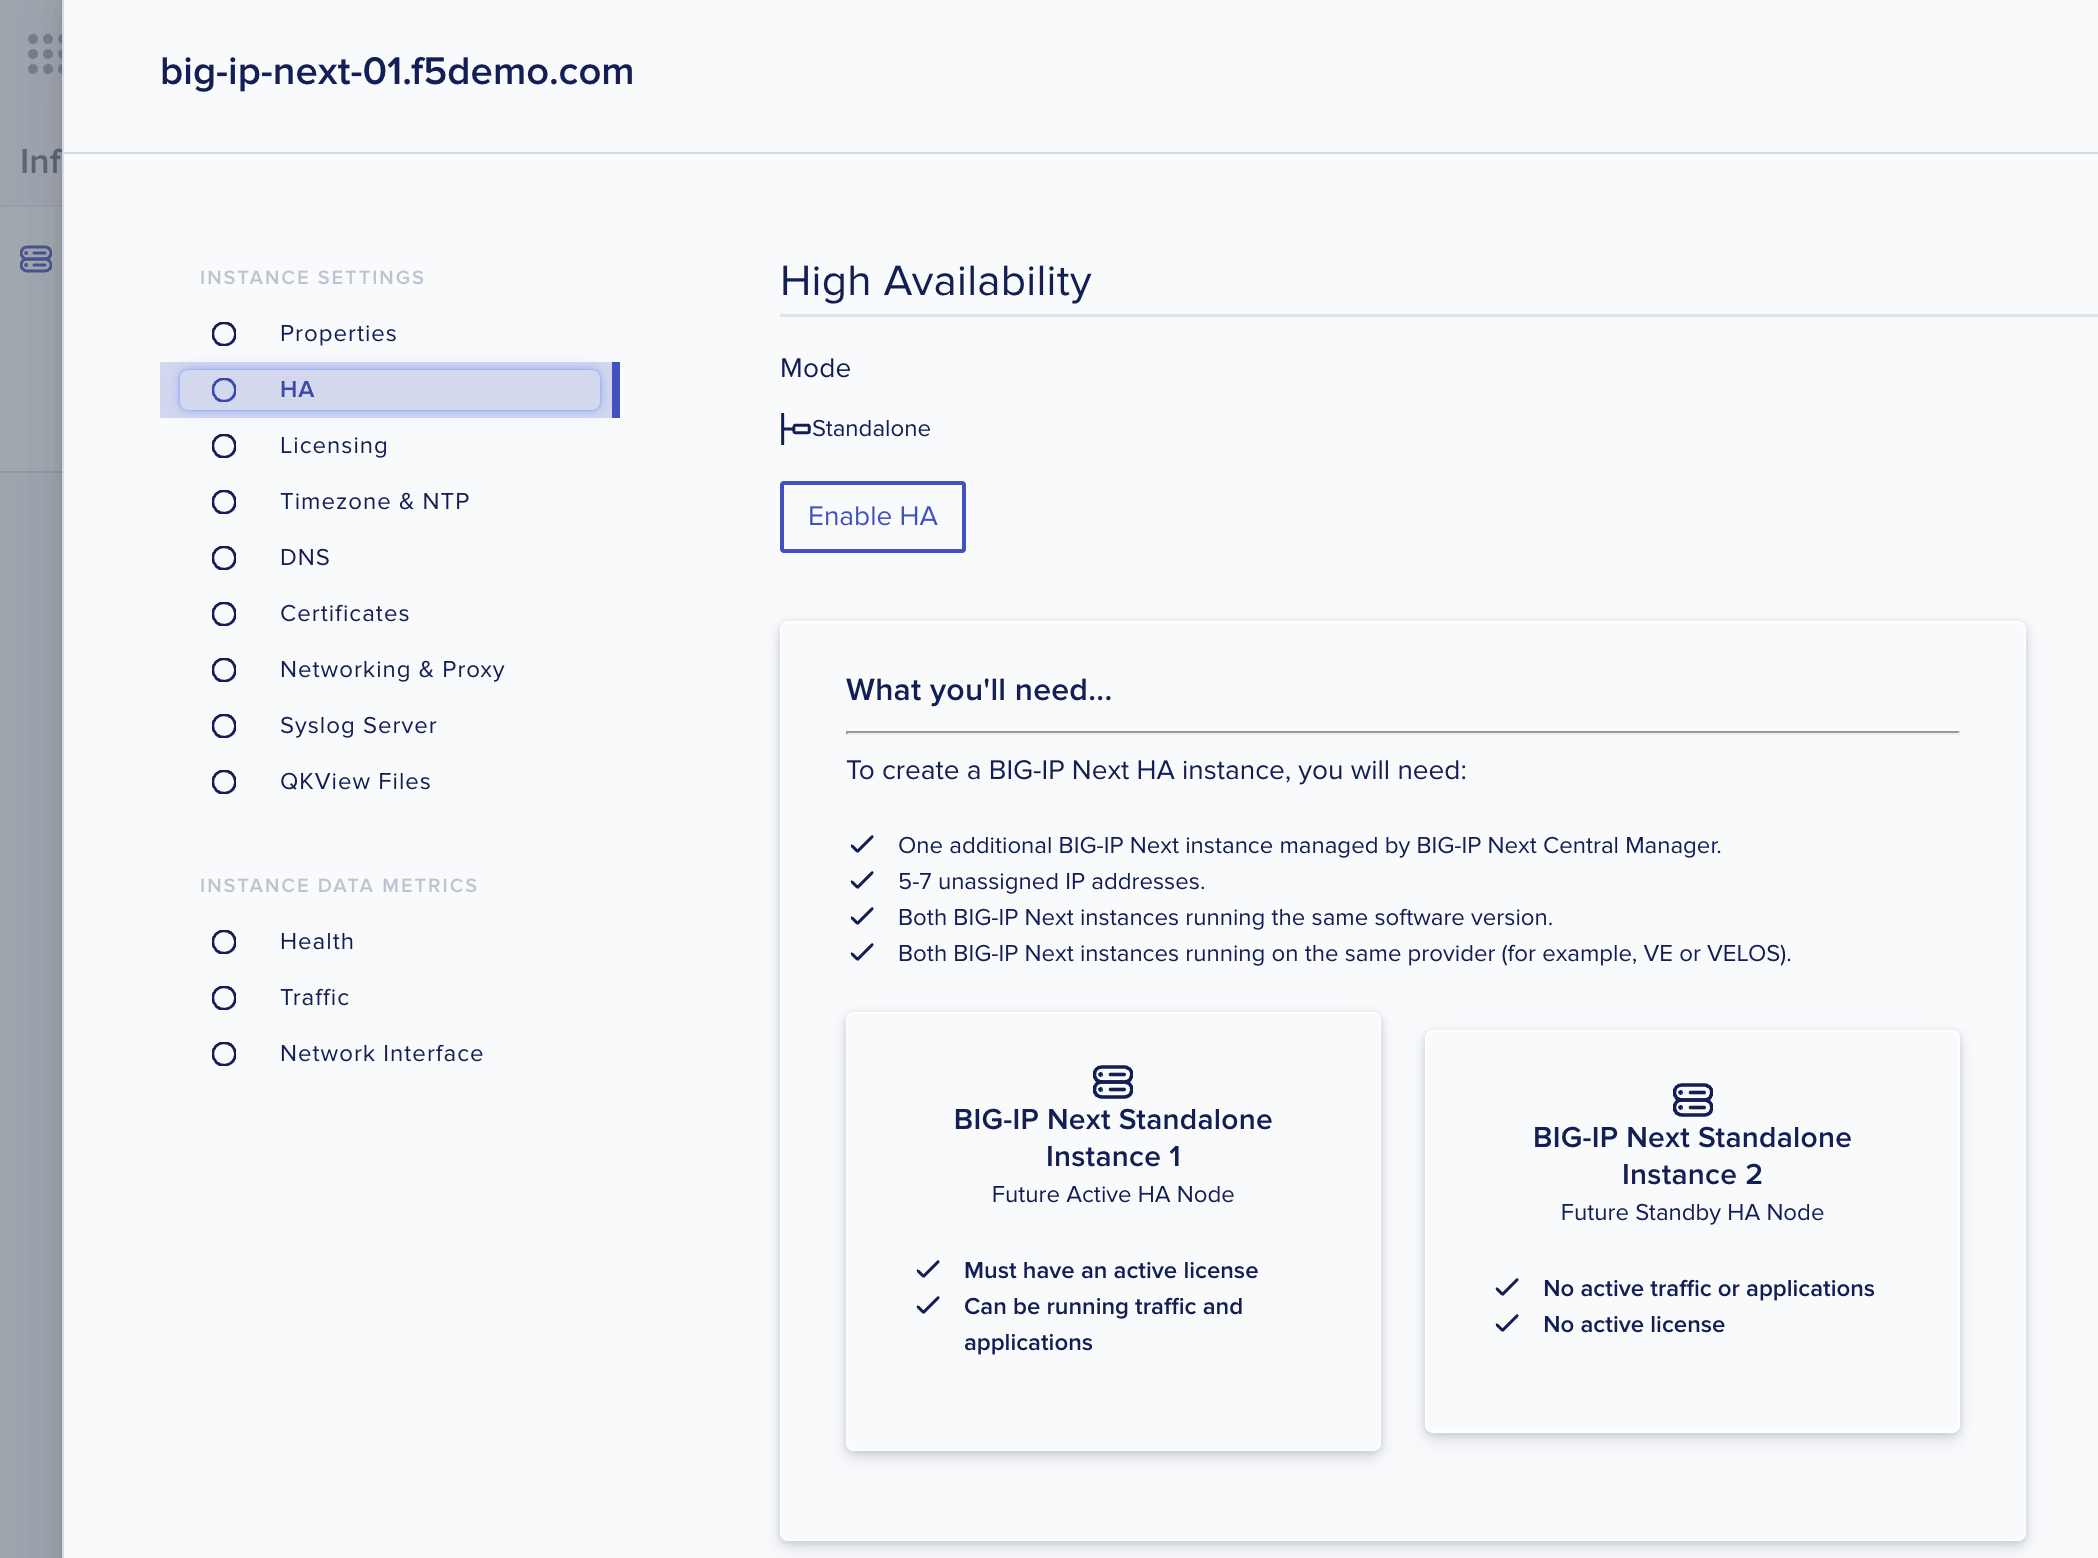 big-ip-next-01.f5demo.com
Inf
INSTANCE SETTINGS
Properties
HA
Licensing
Timezone & NTP
DNS
Certificates
Networking & Proxy
Syslog Server
QKView Files
INSTANCE DATA METRICS
Health
Traffic
Network Interface
High Availability
Mode
Standalone
Enable HA
What you'll need...
To create a BIG-IP Next HA instance, you will need:
One additional BIG-IP Next instance managed by BIG-IP Next Central Manager.
5-7 unassigned IP addresses.
Both BIG-IP Next instances running the same software version.
Both BIG-IP Next instances running on the same provider (for example, VE or VELOS).
BIG-IP Next Standalone
Instance 1
Future Active HA Node
Must have an active license
Can be running traffic and
applications
BIG-IP Next Standalone
Instance 2
Future Standby HA Node
No active traffic or applications
No active license